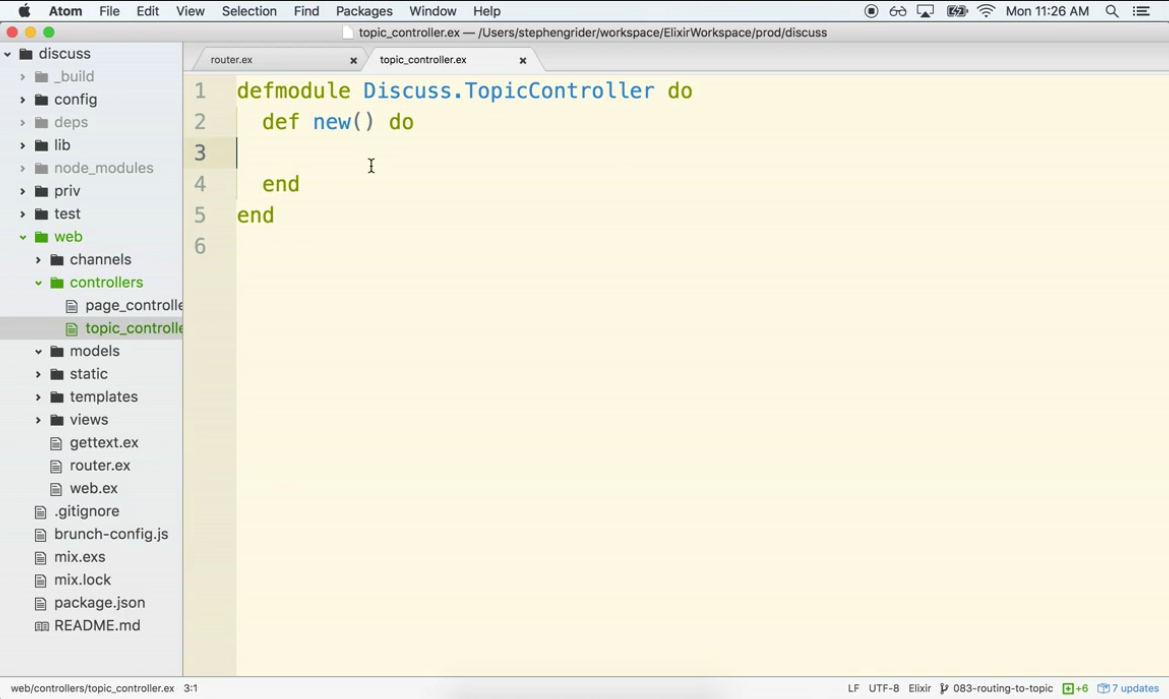 Atom File Edit View Selection Find Packages Window Help Mon 11:26 AM
topic_controller.ex — /Users/stephengrider/workspace/ElixirWorkspace/prod/discuss
discuss
_build
config
deps
lib
node_modules
priv
test
web
channels
controllers
page_controlle
topic_controlle
models
static
templates
views
gettext.ex
router.ex
web.ex
.gitignore
brunch-config.js
mix.exs
mix.lock
package.json
README.md
router.ex topic_controller.ex
1 defmodule Discuss.TopicController do
2 def new() do
3
4 end
5 end
6
web/controllers/topic_controller.ex 3:1 LF UTF-8 Elixir 083-routing-to-topic +6 7 updates